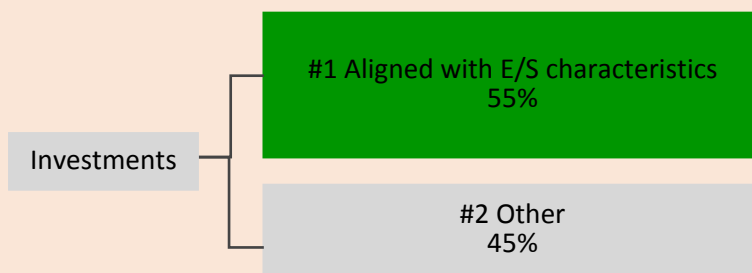 #1 Aligned with E/S characteristics
55%
Investments
#2 Other
45%